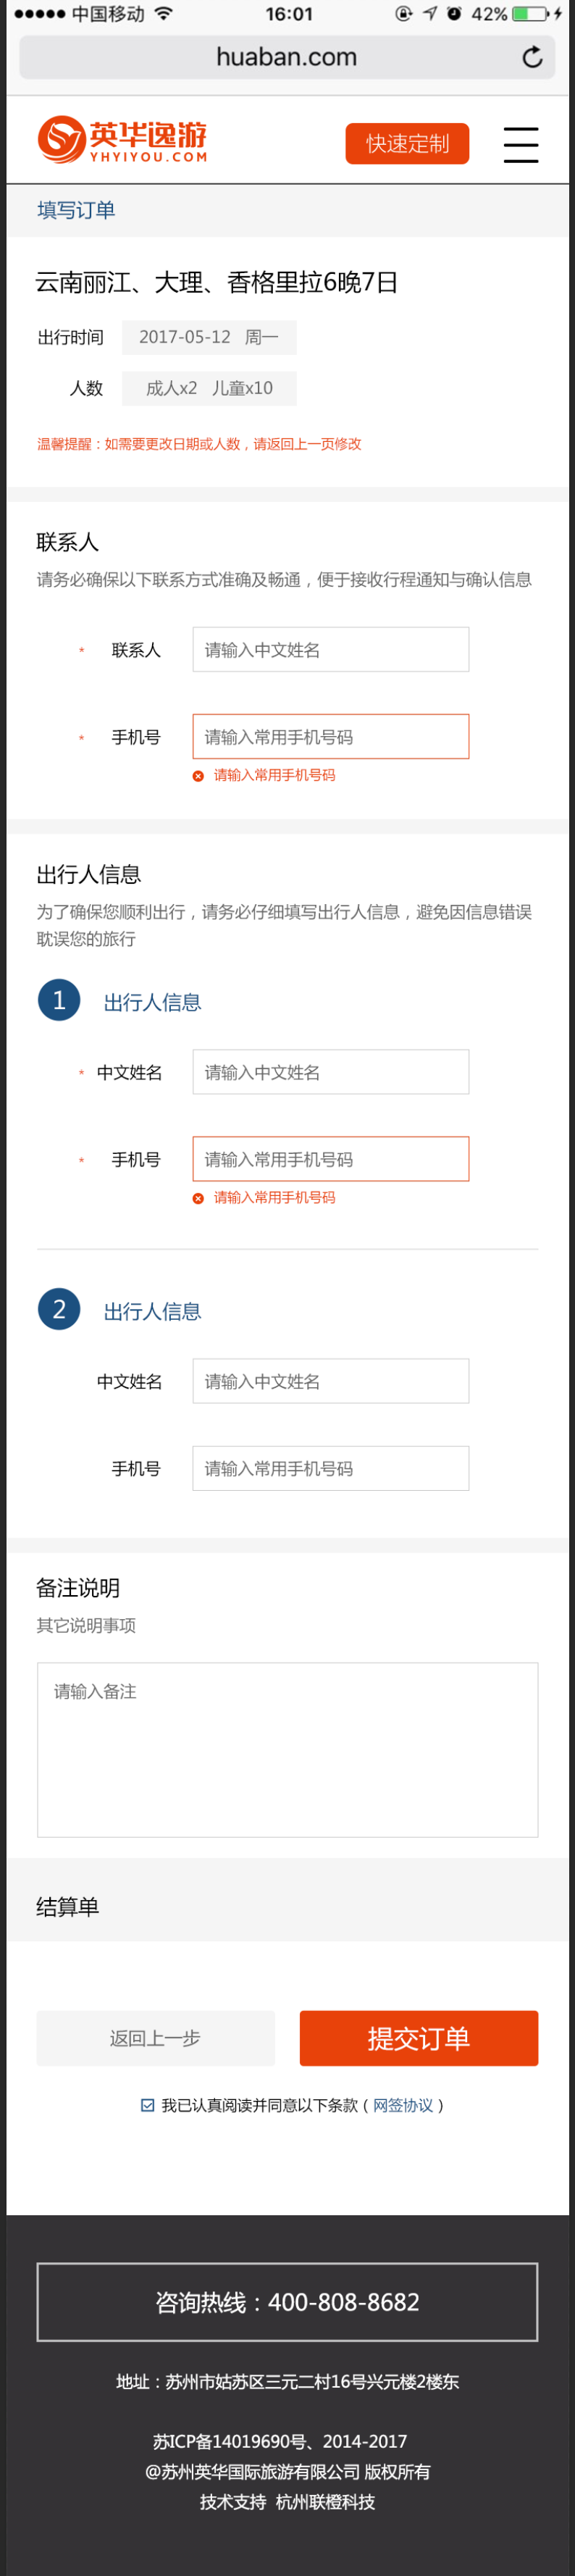 中国移动 16:01 42%
huaban.com
英华逸游
YHYIYOU.COM
快速定制
填写订单
云南丽江、大理、香格里拉6晚7日
出行时间 2017-05-12 周一
人数 成人x2 儿童x10
温馨提醒：如需要更改日期或人数，请返回上一页修改
联系人
请务必确保以下联系方式准确及畅通，便于接收行程通知与确认信息
* 联系人 请输入中文姓名
* 手机号 请输入常用手机号码
请输入常用手机号码
出行人信息
为了确保您顺利出行，请务必仔细填写出行人信息，避免因信息错误
耽误您的旅行
1 出行人信息
* 中文姓名 请输入中文姓名
* 手机号 请输入常用手机号码
请输入常用手机号码
2 出行人信息
中文姓名 请输入中文姓名
手机号 请输入常用手机号码
备注说明
其它说明事项
请输入备注
结算单
返回上一步 提交订单
我已认真阅读并同意以下条款（网签协议）
咨询热线：400-808-8682
地址：苏州市姑苏区三元二村16号兴元楼2楼东
苏ICP备14019690号、2014-2017
@苏州英华国际旅游有限公司 版权所有
技术支持 杭州联橙科技